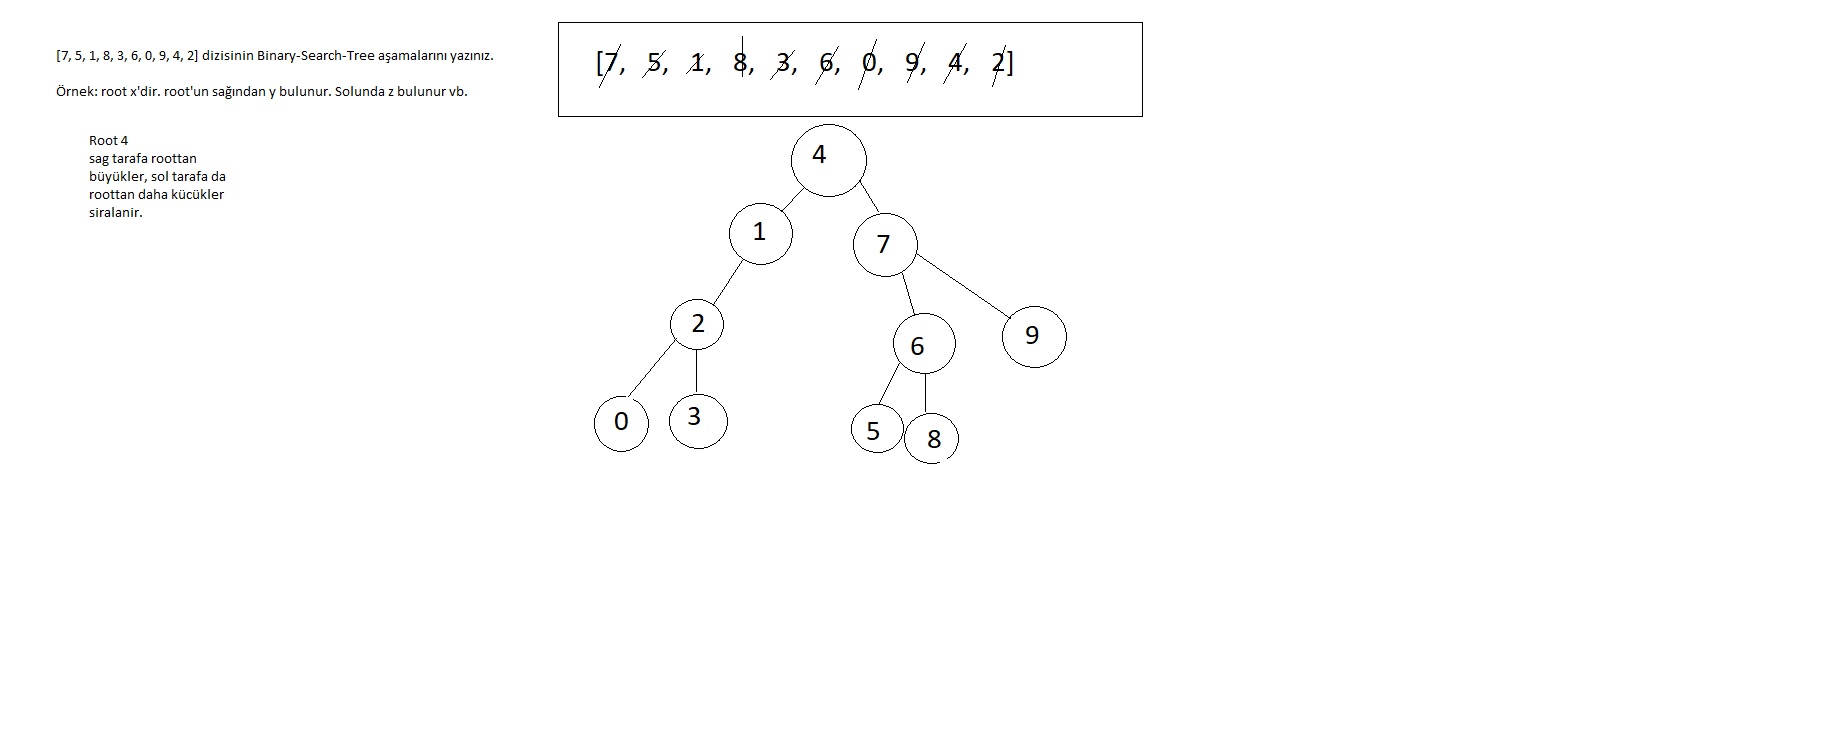 [7, 5, 1, 8, 3, 6, 0, 9, 4, 2] dizisinin Binary-Search-Tree aşamalarını yazınız.
Örnek: root x'dir. root'un sağından y bulunur. Solunda z bulunur vb.
Root 4
sag tarafa roottan
büyükler, sol tarafa da
roottan daha kücükler
siralanir.
[7, 5, 1, 8, 3, 6, 0, 9, 4, 2]
4
1
7
2
6
9
0
3
5
8